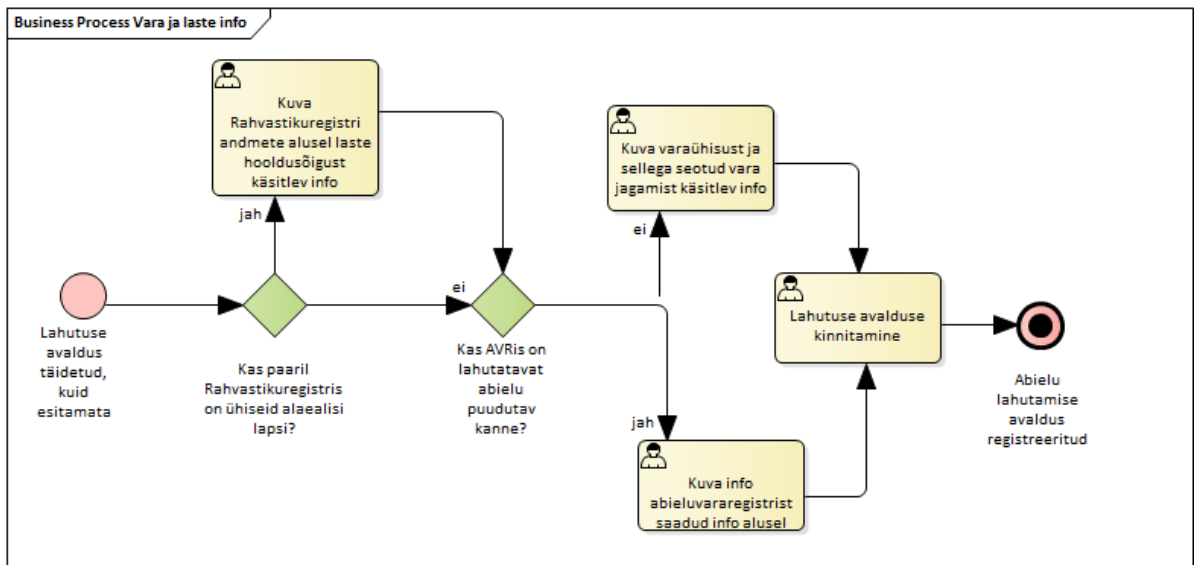 Business Process Vara ja laste info
Kuva
Rahvastikuregistri
andmete alusel laste
hooldusõigust
käsitlev info
jah
Lahutuse
avaldus
täidetud,
kuid
esitamata
Kas paaril
Rahvastikuregistris
on ühiseid alaealisi
lapsi?
ei
Kas AVRis on
lahutatavat
abielu
puudutav
kanne?
Kuva varaühisust ja
sellega seotud vara
jagamist käsitlev info
ei
jah
Kuva info
abieluvararegistrist
saadud info alusel
Lahutuse avalduse
kinnitamine
Abielu
lahutamise
avaldus
registreeritud